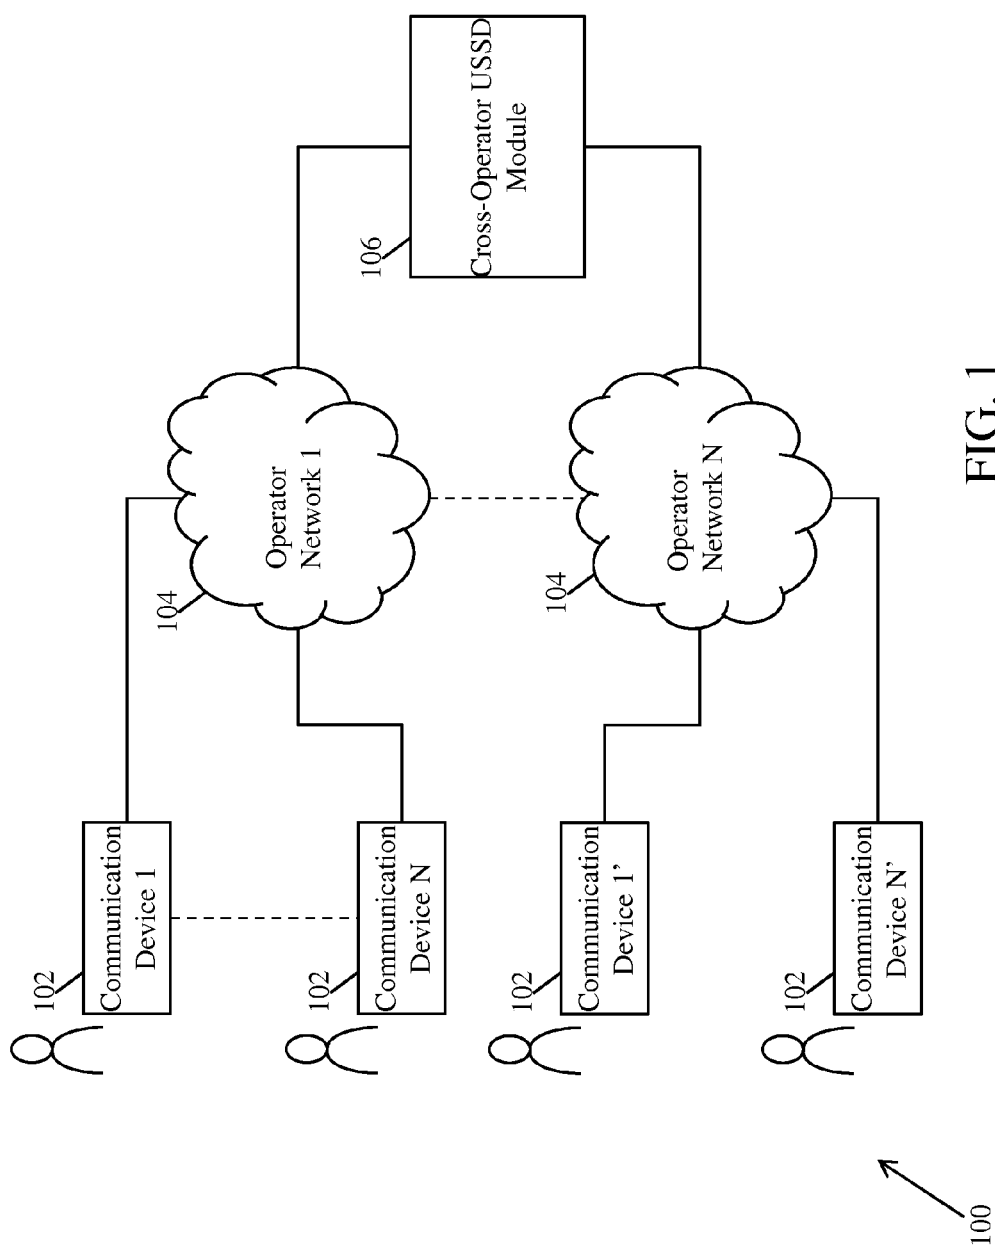 102
Communication
Device 1
102
Communication
Device N
102
Communication
Device 1’
102
Communication
Device N’
104
Operator
Network 1
104
Operator
Network N
106
Cross-Operator USSD
Module
100
FIG. 1